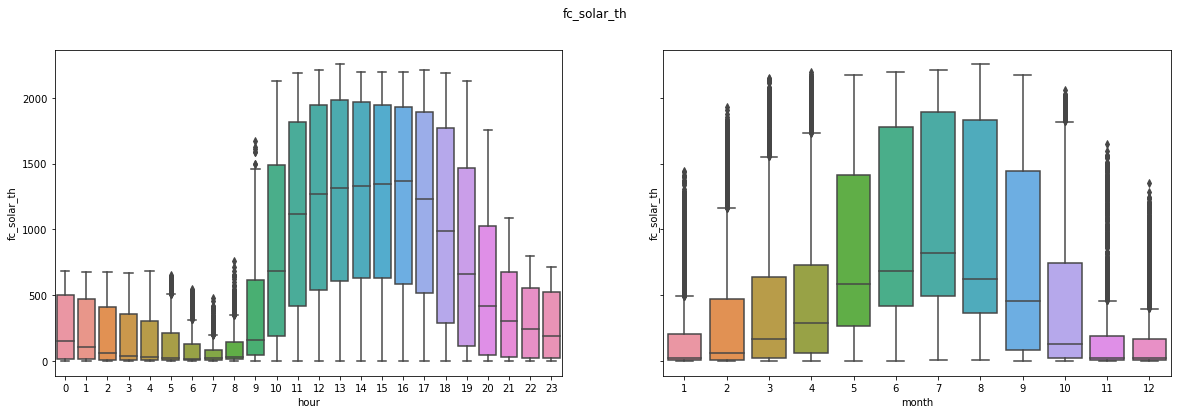 fc_solar_th
fc_solar_th
2000
1500
1000
500
0
0 1 2 3 4 5 6 7 8 9 10 11 12 13 14 15 16 17 18 19 20 21 22 23
hour
fc_solar_th
1 2 3 4 5 6 7 8 9 10 11 12
month